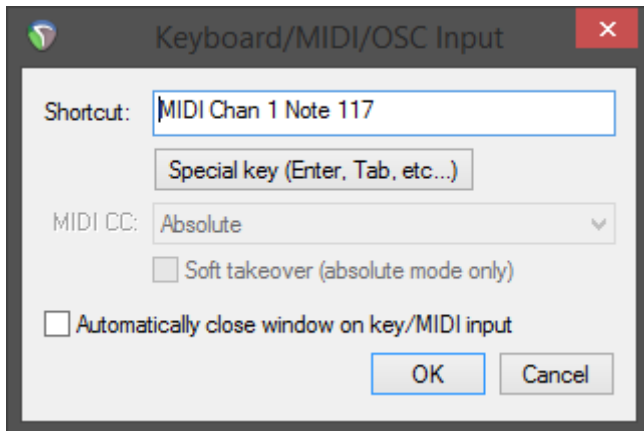 Keyboard/MIDI/OSC Input
Shortcut: MIDI Chan 1 Note 117
Special key (Enter, Tab, etc...)
MIDI CC: Absolute
Soft takeover (absolute mode only)
Automatically close window on key/MIDI input
OK Cancel